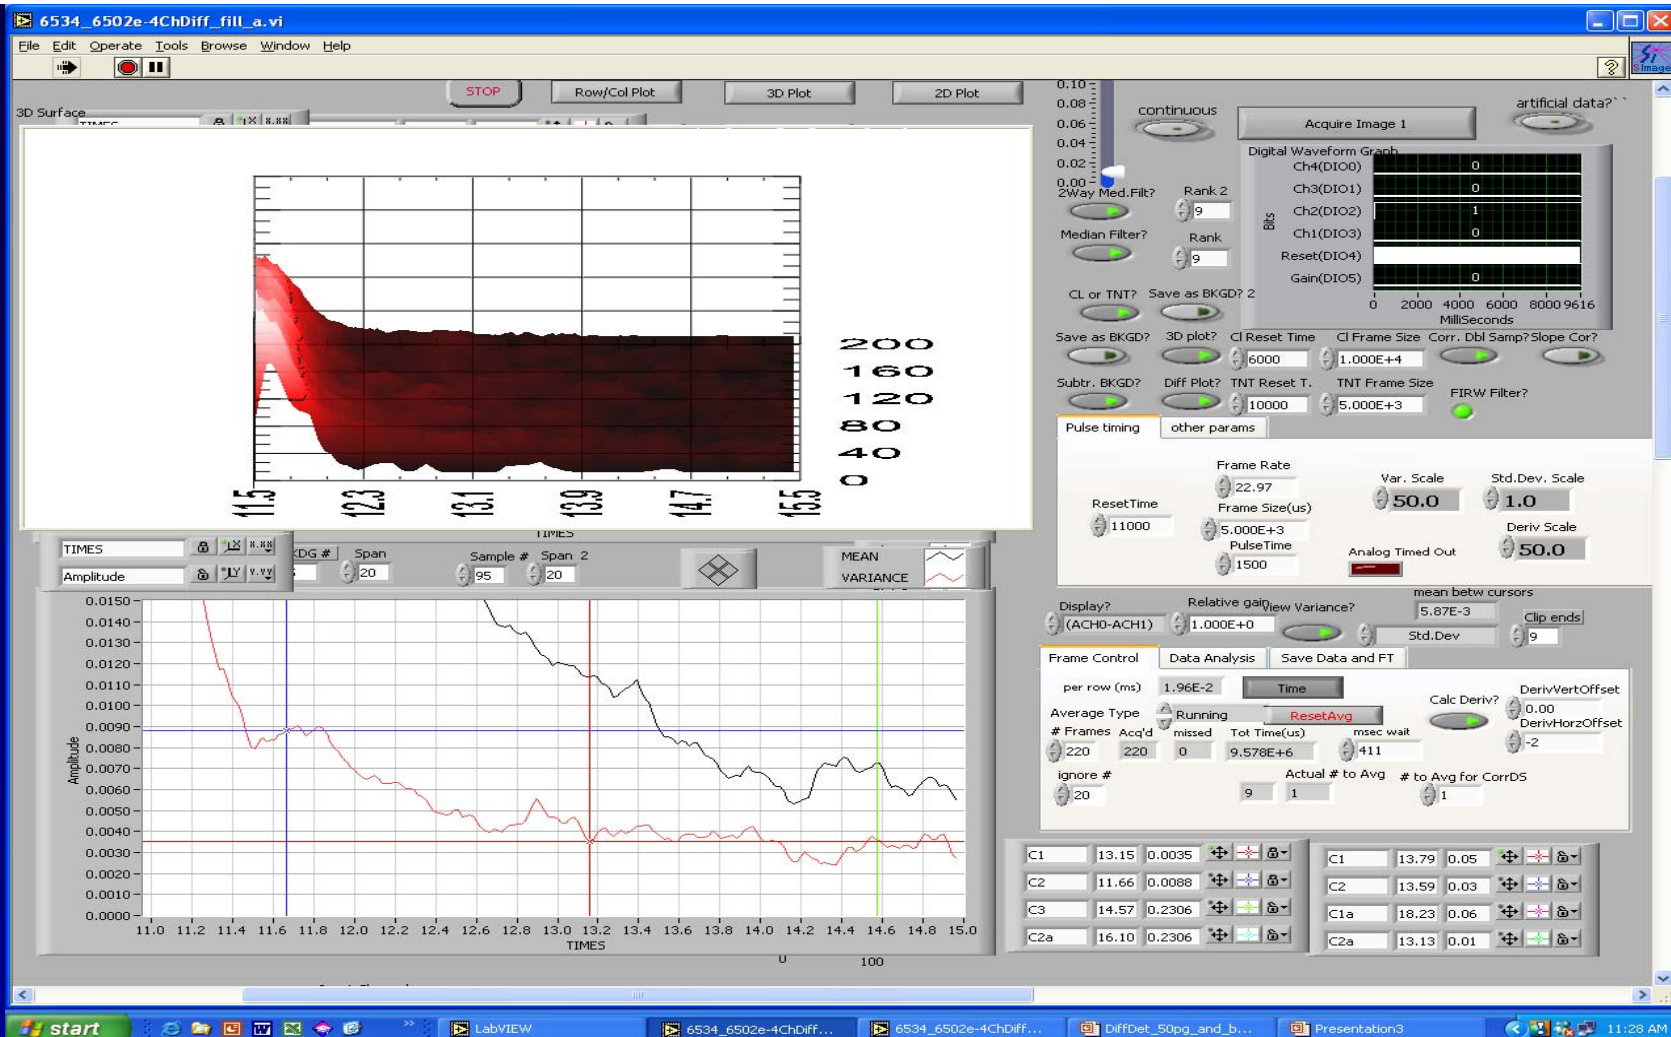 6534_6502e-4ChDiff_fill_a.vi
File Edit Operate Tools Browse Window Help
SImage
STOP Row/Col Plot 3D Plot 2D Plot
3D Surface
TIMES
200
160
120
80
40
0
11.5 12.3 13.1 13.9 14.7 15.5
TIMES
0.10
0.08
0.06
0.04
0.02
0.00
continuous
Acquire Image 1
artificial data?``
Digital Waveform Graph
Bits
Ch4(DIO0) 0
Ch3(DIO1) 0
Ch2(DIO2) 1
Ch1(DIO3) 0
Reset(DIO4)
Gain(DIO5) 0
0 2000 4000 6000 8000 9616
MilliSeconds
2Way Med.Filt? Rank 2
9
Median Filter? Rank
9
CL or TNT? Save as BKGD? 2
Save as BKGD? 3D plot? Cl Reset Time Cl Frame Size Corr. Dbl Samp? Slope Cor?
6000 1.000E+4
Subtr. BKGD? Diff Plot? TNT Reset T. TNT Frame Size FIRW Filter?
10000 5.000E+3
Pulse timing other params
Frame Rate
22.97
ResetTime
11000
Frame Size(us)
5.000E+3
PulseTime
1500
Var. Scale
50.0
Std.Dev. Scale
1.0
Deriv Scale
50.0
Analog Timed Out
TIMES X.XX
Amplitude Y.YY
KDG # Span
20
Sample # Span 2
95 20
MEAN
VARIANCE
Display? Relative gain View Variance? mean betw cursors
(ACH0-ACH1) 1.000E+0 5.87E-3
Std.Dev
Clip ends
9
Frame Control Data Analysis Save Data and FT
per row (ms) 1.96E-2 Time
Calc Deriv? DerivVertOffset
0.00
DerivHorzOffset
-2
Average Type Running ResetAvg
# Frames Acq'd missed Tot Time(us) msec wait
220 220 0 9.578E+6 411
ignore # Actual # to Avg # to Avg for CorrDS
20 9 1 1
Amplitude
0.0150
0.0140
0.0130
0.0120
0.0110
0.0100
0.0090
0.0080
0.0070
0.0060
0.0050
0.0040
0.0030
0.0020
0.0010
0.0000
11.0 11.2 11.4 11.6 11.8 12.0 12.2 12.4 12.6 12.8 13.0 13.2 13.4 13.6 13.8 14.0 14.2 14.4 14.6 14.8 15.0
TIMES
100
C1 13.15 0.0035
C2 11.66 0.0088
C3 14.57 0.2306
C2a 16.10 0.2306
C1 13.79 0.05
C2 13.59 0.03
C1a 18.23 0.06
C2a 13.13 0.01
start LabVIEW 6534_6502e-4ChDiff... 6534_6502e-4ChDiff... DiffDet_50pg_and_b... Presentation3 11:28 AM